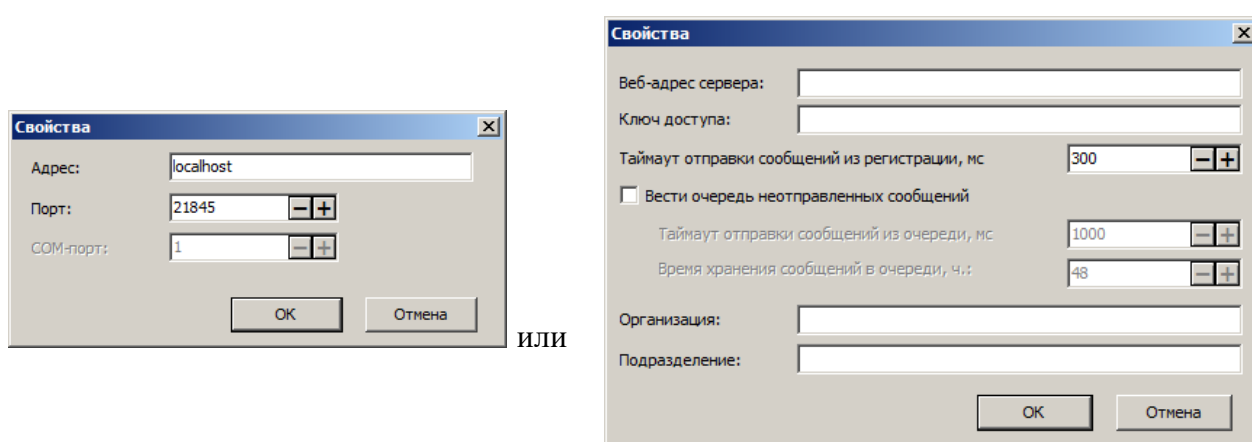 Свойства
Адрес: localhost
Порт: 21845
COM-порт: 1
OK Отмена
или
Свойства
Веб-адрес сервера:
Ключ доступа:
Таймаут отправки сообщений из регистрации, мс 300
Вести очередь неотправленных сообщений
Таймаут отправки сообщений из очереди, мс 1000
Время хранения сообщений в очереди, ч.: 48
Организация:
Подразделение:
OK Отмена